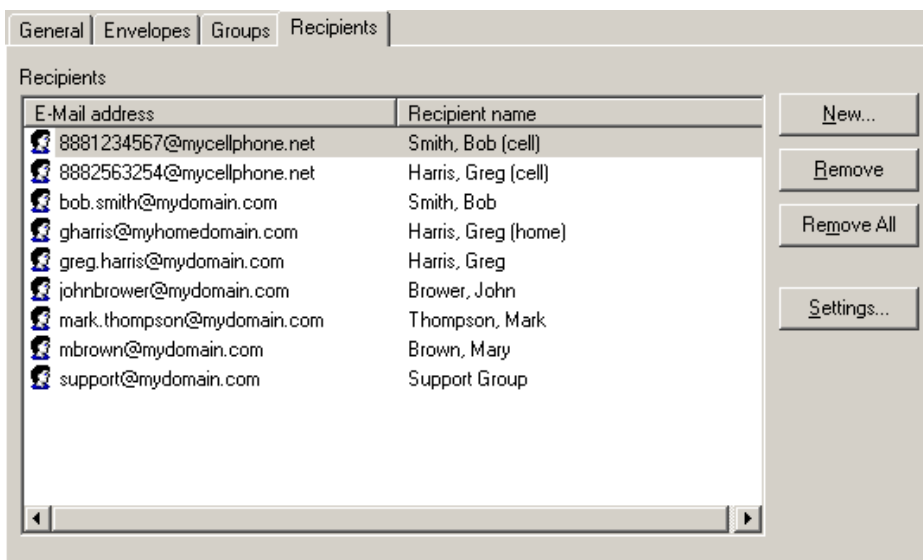 General Envelopes Groups Recipients
Recipients
E-Mail address Recipient name
8881234567@mycellphone.net Smith, Bob (cell)
8882563254@mycellphone.net Harris, Greg (cell)
bob.smith@mydomain.com Smith, Bob
gharris@myhomedomain.com Harris, Greg (home)
greg.harris@mydomain.com Harris, Greg
johnbrower@mydomain.com Brower, John
mark.thompson@mydomain.com Thompson, Mark
mbrown@mydomain.com Brown, Mary
support@mydomain.com Support Group
New...
Remove
Remove All
Settings...